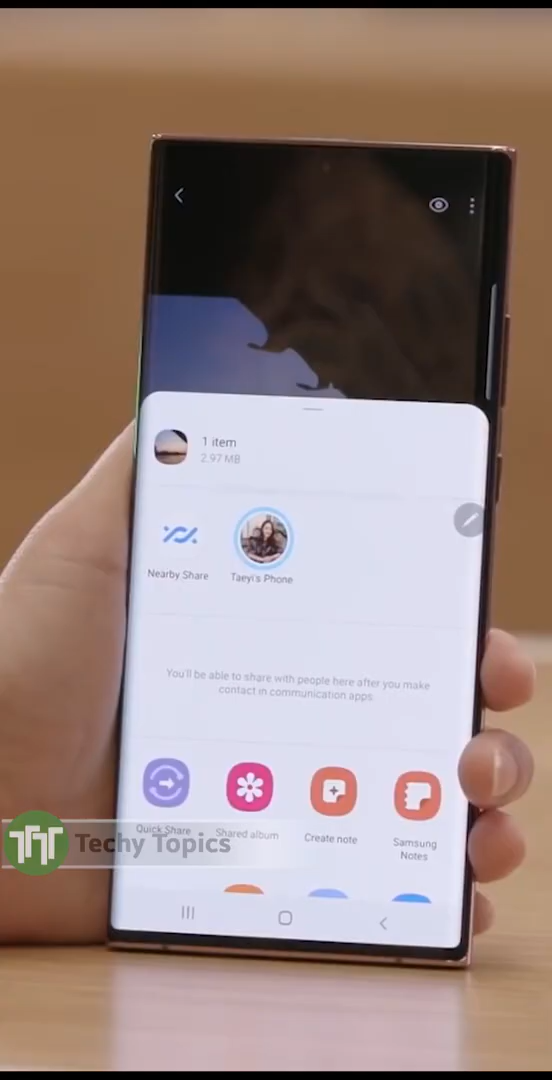 1 item
2.97 MB
Nearby Share
Taeyi's Phone
You'll be able to share with people here after you make
contact in communication apps
Quick Share
Shared album
Create note
Samsung
Notes
TTT Techy Topics